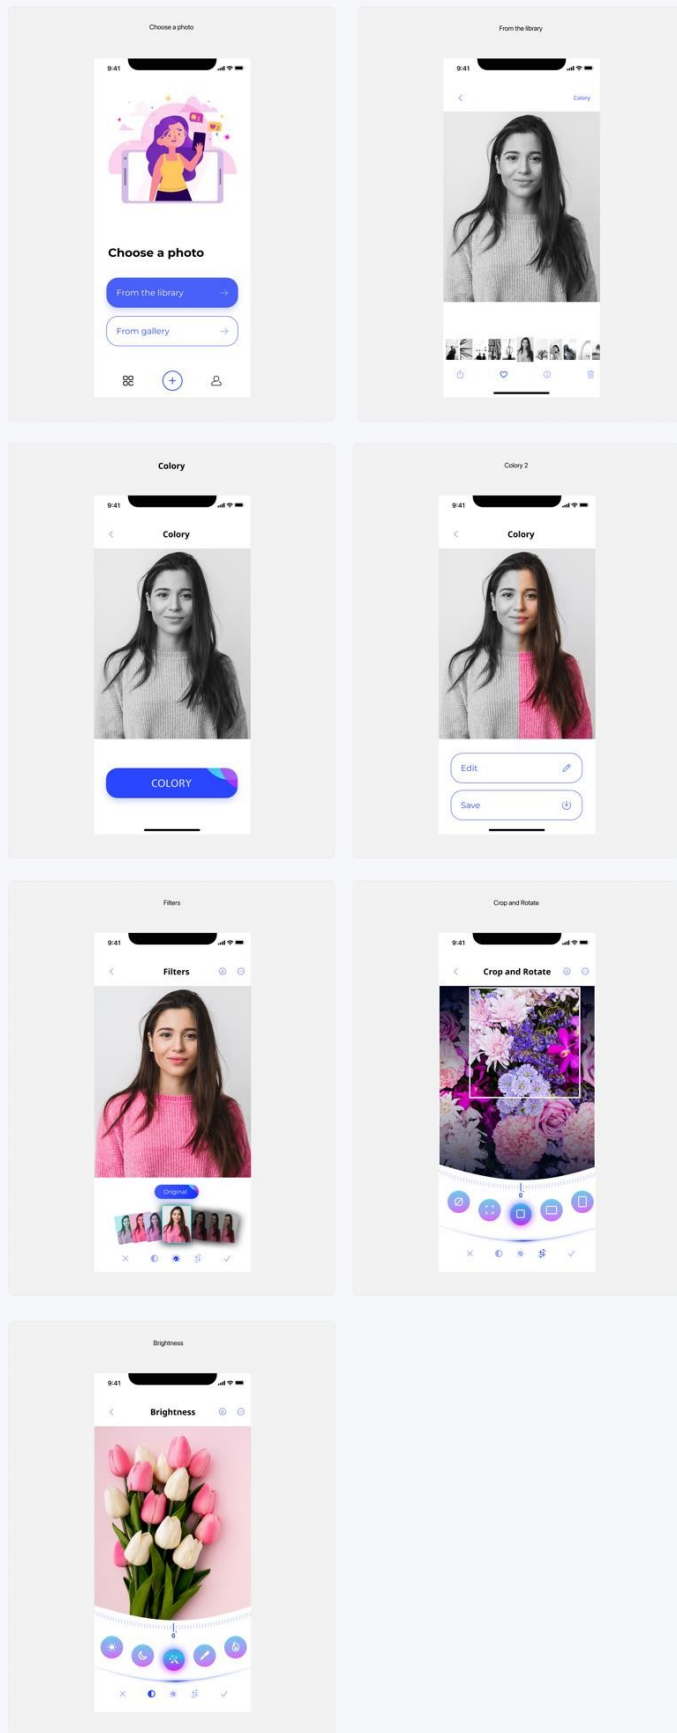 Choose a photo
9:41
Choose a photo
From the library
From gallery
From the library
9:41
Colory
Colory
9:41
Colory
COLORY
Colory 2
9:41
Colory
Edit
Save
Filters
9:41
Filters
Original
Crop and Rotate
9:41
Crop and Rotate
0
Brightness
9:41
Brightness
0